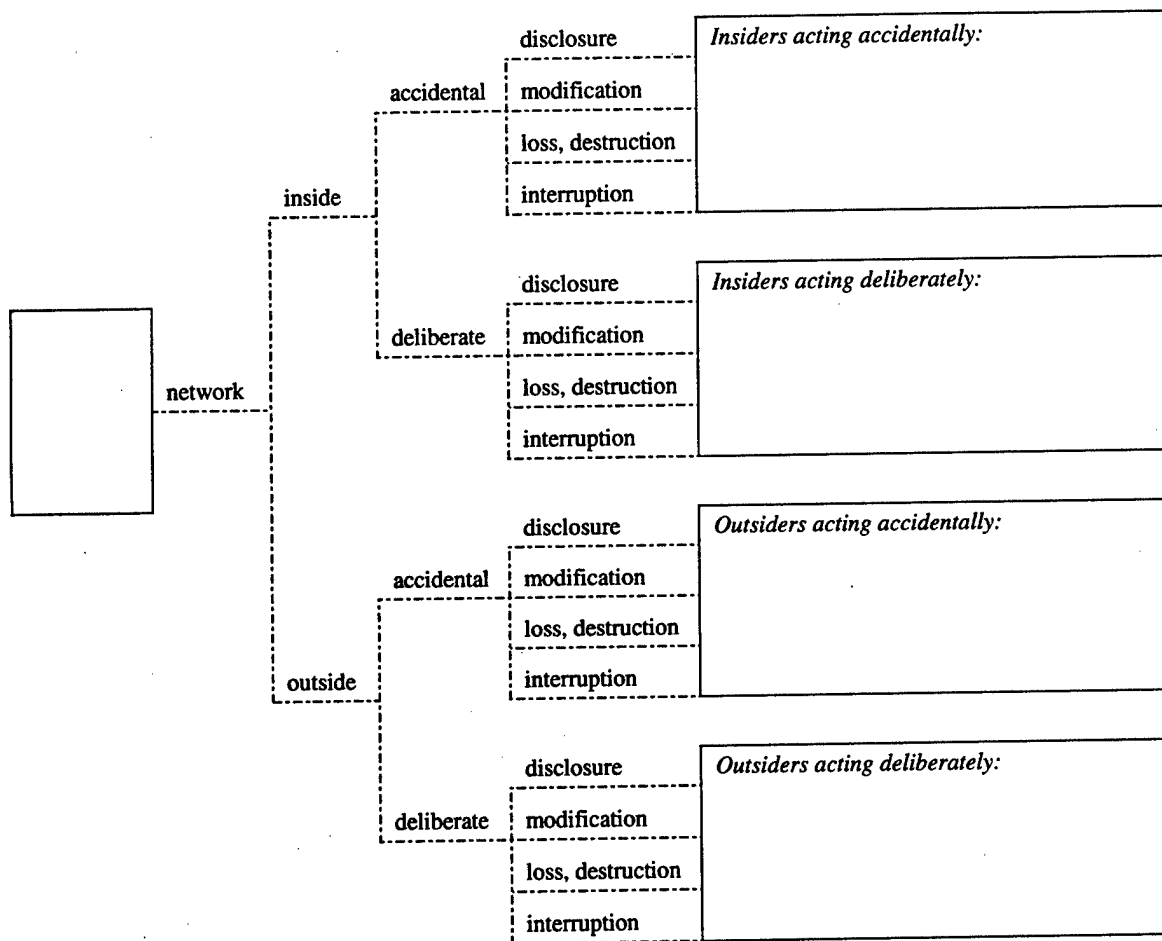 disclosure
Insiders acting accidentally:
accidental
modification
loss, destruction
inside
interruption
disclosure
Insiders acting deliberately:
deliberate
modification
loss, destruction
network
interruption
disclosure
Outsiders acting accidentally:
accidental
modification
loss, destruction
outside
interruption
disclosure
Outsiders acting deliberately:
deliberate
modification
loss, destruction
interruption